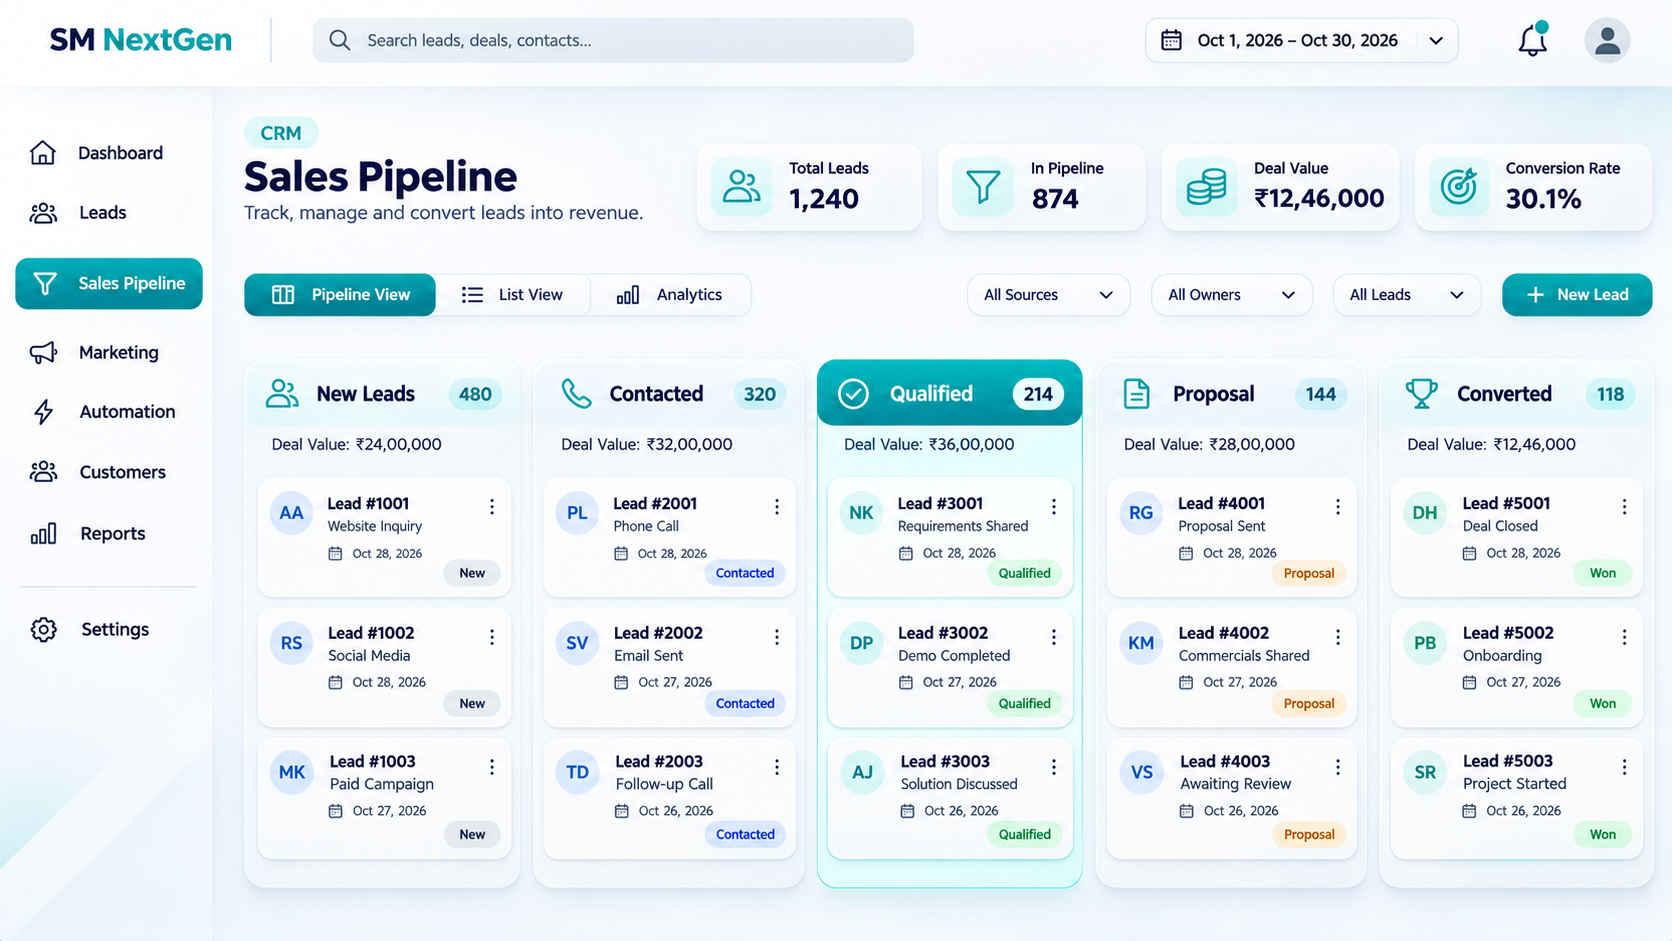 SM NextGen
Search leads, deals, contacts...
Oct 1, 2026 – Oct 30, 2026
Dashboard
Leads
Sales Pipeline
Marketing
Automation
Customers
Reports
Settings
CRM
Sales Pipeline
Track, manage and convert leads into revenue.
Total Leads
1,240
In Pipeline
874
Deal Value
₹12,46,000
Conversion Rate
30.1%
Pipeline View
List View
Analytics
All Sources
All Owners
All Leads
+ New Lead
New Leads 480
Deal Value: ₹24,00,000
AA
Lead #1001
Website Inquiry
Oct 28, 2026
New
RS
Lead #1002
Social Media
Oct 28, 2026
New
MK
Lead #1003
Paid Campaign
Oct 27, 2026
New
Contacted 320
Deal Value: ₹32,00,000
PL
Lead #2001
Phone Call
Oct 28, 2026
Contacted
SV
Lead #2002
Email Sent
Oct 27, 2026
Contacted
TD
Lead #2003
Follow-up Call
Oct 26, 2026
Contacted
Qualified 214
Deal Value: ₹36,00,000
NK
Lead #3001
Requirements Shared
Oct 28, 2026
Qualified
DP
Lead #3002
Demo Completed
Oct 27, 2026
Qualified
AJ
Lead #3003
Solution Discussed
Oct 26, 2026
Qualified
Proposal 144
Deal Value: ₹28,00,000
RG
Lead #4001
Proposal Sent
Oct 28, 2026
Proposal
KM
Lead #4002
Commercials Shared
Oct 27, 2026
Proposal
VS
Lead #4003
Awaiting Review
Oct 26, 2026
Proposal
Converted 118
Deal Value: ₹12,46,000
DH
Lead #5001
Deal Closed
Oct 28, 2026
Won
PB
Lead #5002
Onboarding
Oct 27, 2026
Won
SR
Lead #5003
Project Started
Oct 26, 2026
Won